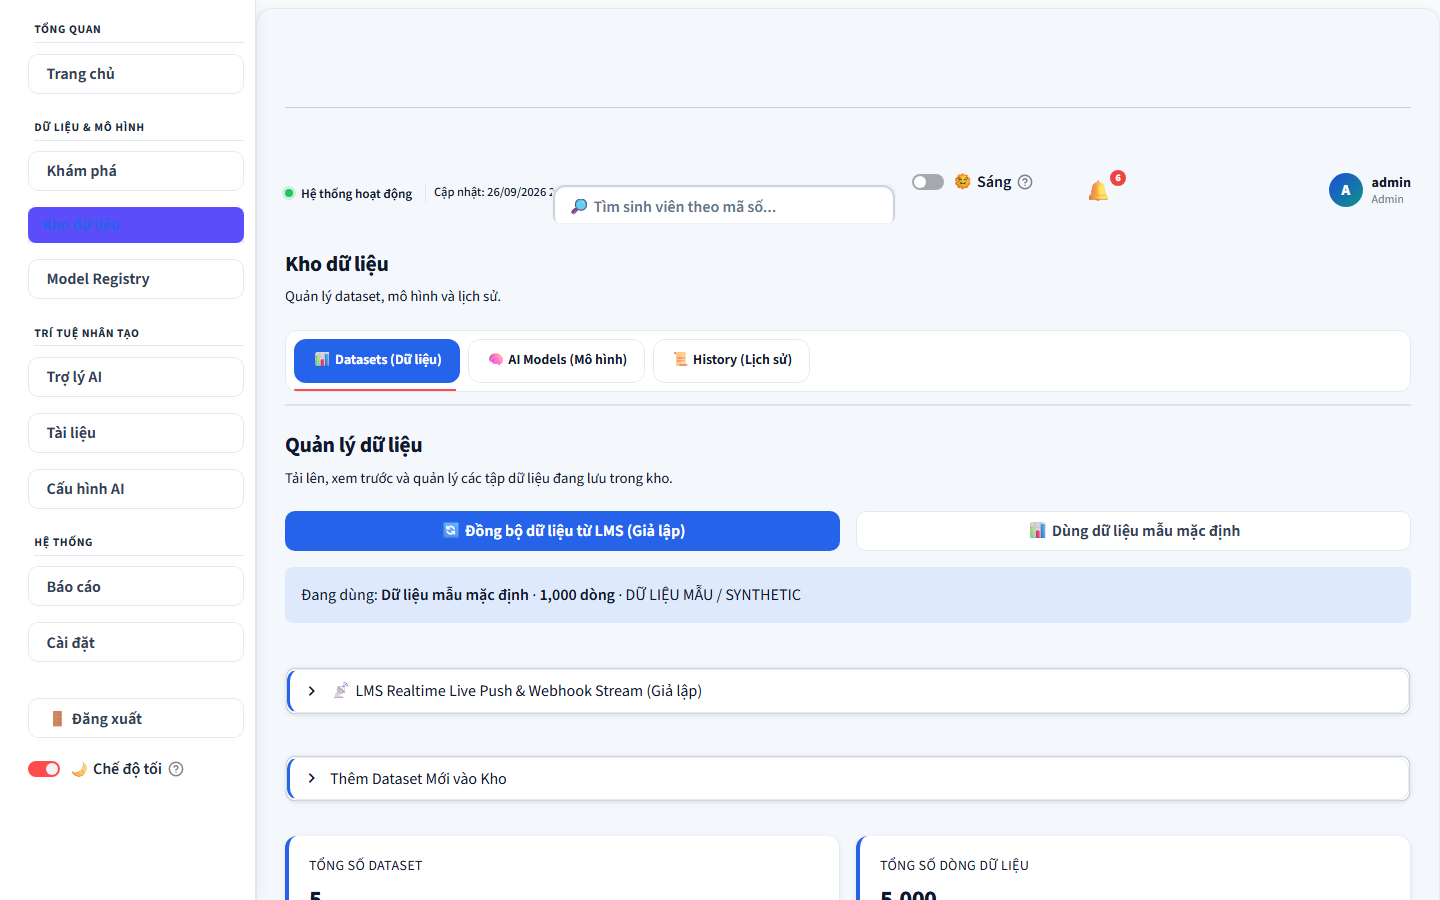 TỔNG QUAN
Trang chủ
DỮ LIỆU & MÔ HÌNH
Khám phá
Kho dữ liệu
Model Registry
TRÍ TUỆ NHÂN TẠO
Trợ lý AI
Tài liệu
Cấu hình AI
HỆ THỐNG
Báo cáo
Cài đặt
Đăng xuất
Chế độ tối
Hệ thống hoạt động
Cập nhật: 26/09/2026
Tìm sinh viên theo mã số...
Sáng
6
A
admin
Admin
Kho dữ liệu
Quản lý dataset, mô hình và lịch sử.
Datasets (Dữ liệu)
AI Models (Mô hình)
History (Lịch sử)
Quản lý dữ liệu
Tải lên, xem trước và quản lý các tập dữ liệu đang lưu trong kho.
Đồng bộ dữ liệu từ LMS (Giả lập)
Dùng dữ liệu mẫu mặc định
Đang dùng: Dữ liệu mẫu mặc định · 1,000 dòng · DỮ LIỆU MẪU / SYNTHETIC
LMS Realtime Live Push & Webhook Stream (Giả lập)
Thêm Dataset Mới vào Kho
TỔNG SỐ DATASET
5
TỔNG SỐ DÒNG DỮ LIỆU
5,000